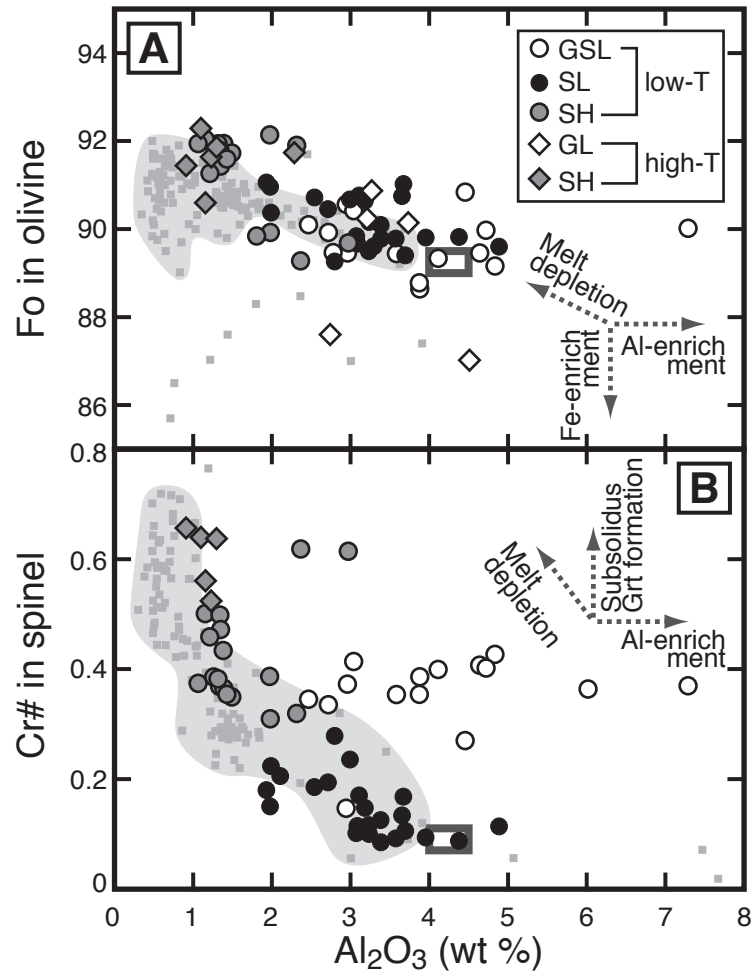 A
94
92
90
88
86
Fo in olivine
GSL
SL
SH
low-T
GL
SH
high-T
Melt
depletion
Al-enrich
ment
Fe-enrich
ment
B
0.8
0.6
0.4
0.2
0
Cr# in spinel
Subsolidus
Grt formation
Melt
depletion
Al-enrich
ment
0 1 2 3 4 5 6 7 8
Al₂O₃ (wt %)